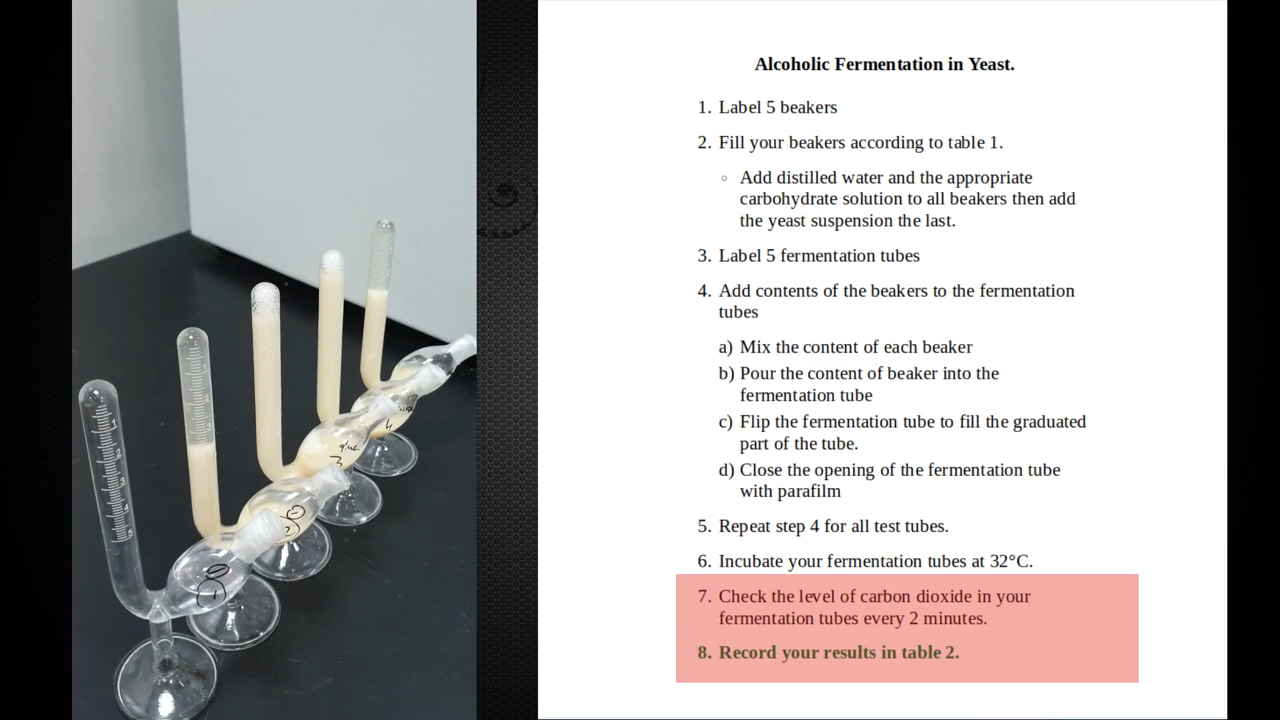 Alcoholic Fermentation in Yeast.
1. Label 5 beakers
2. Fill your beakers according to table 1.
○ Add distilled water and the appropriate
carbohydrate solution to all beakers then add
the yeast suspension the last.
3. Label 5 fermentation tubes
4. Add contents of the beakers to the fermentation
tubes
a) Mix the content of each beaker
b) Pour the content of beaker into the
fermentation tube
c) Flip the fermentation tube to fill the graduated
part of the tube.
d) Close the opening of the fermentation tube
with parafilm
5. Repeat step 4 for all test tubes.
6. Incubate your fermentation tubes at 32°C.
7. Check the level of carbon dioxide in your
fermentation tubes every 2 minutes.
8. Record your results in table 2.
4
3